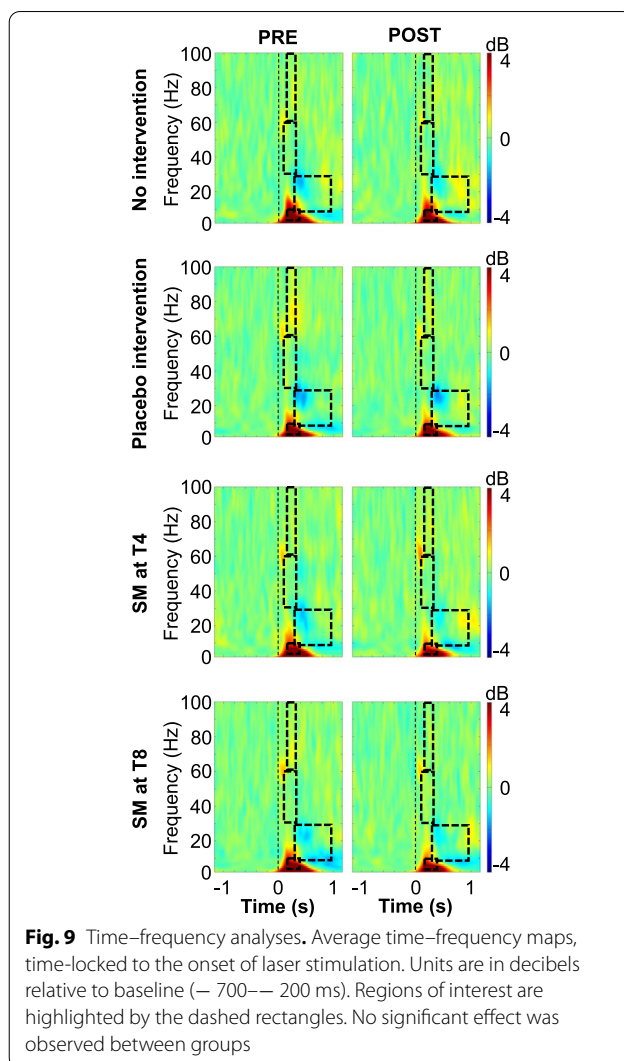 PRE POST
dB
No intervention
Frequency (Hz)
100
80
60
40
20
0
4
0
-4
dB
Placebo intervention
Frequency (Hz)
100
80
60
40
20
0
4
0
-4
dB
SM at T4
Frequency (Hz)
100
80
60
40
20
0
4
0
-4
dB
SM at T8
Frequency (Hz)
100
80
60
40
20
0
4
0
-4
-1 0 1 -1 0 1
Time (s) Time (s)
Fig. 9 Time–frequency analyses. Average time–frequency maps,
time-locked to the onset of laser stimulation. Units are in decibels
relative to baseline (− 700–− 200 ms). Regions of interest are
highlighted by the dashed rectangles. No significant effect was
observed between groups